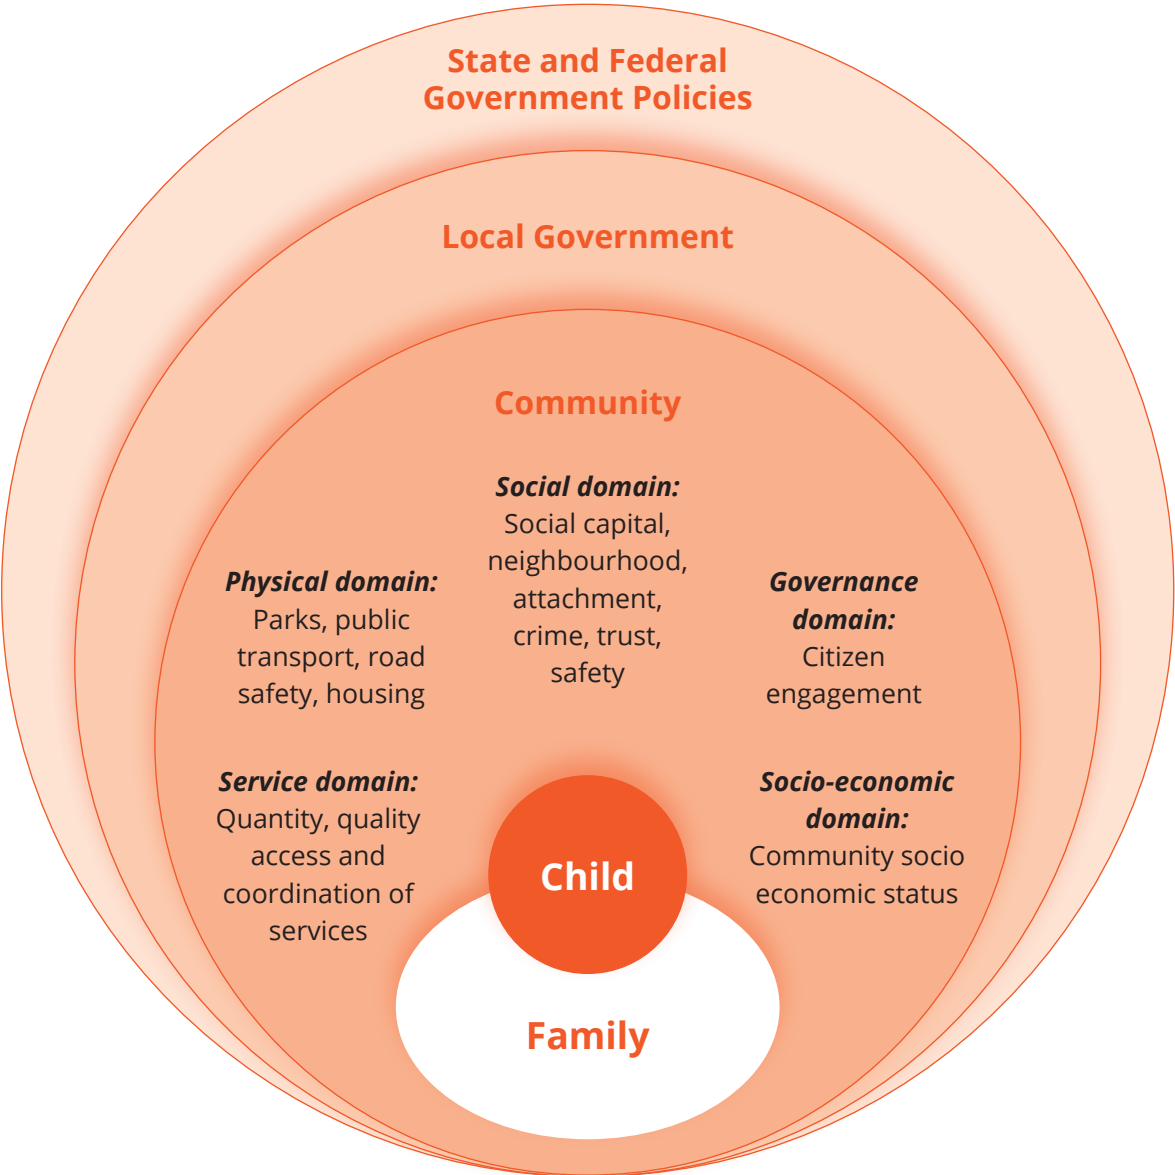 State and Federal
Government Policies
Local Government
Community
Social domain:
Social capital,
neighbourhood,
attachment,
crime, trust,
safety
Physical domain:
Parks, public
transport, road
safety, housing
Governance
domain:
Citizen
engagement
Service domain:
Quantity, quality
access and
coordination of
services
Socio-economic
domain:
Community socio
economic status
Child
Family